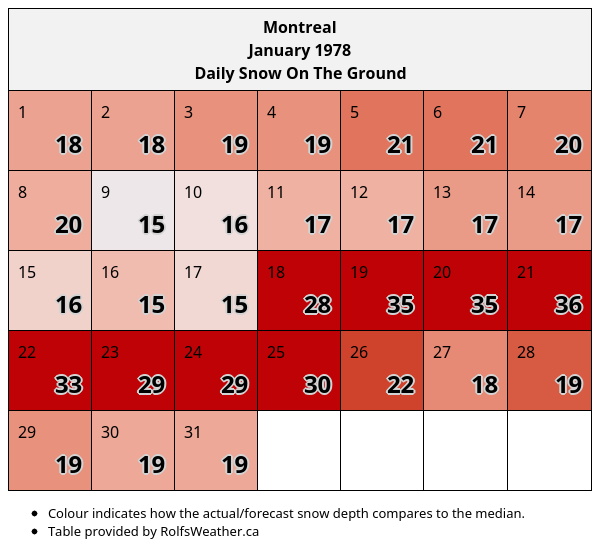 Montreal
January 1978
Daily Snow On The Ground
1 2 3 4 5 6 7
18 18 19 19 21 21 20
8 9 10 11 12 13 14
20 15 16 17 17 17 17
15 16 17 18 19 20 21
16 15 15 28 35 35 36
22 23 24 25 26 27 28
33 29 29 30 22 18 19
29 30 31
19 19 19
• Colour indicates how the actual/forecast snow depth compares to the median.
• Table provided by RolfsWeather.ca